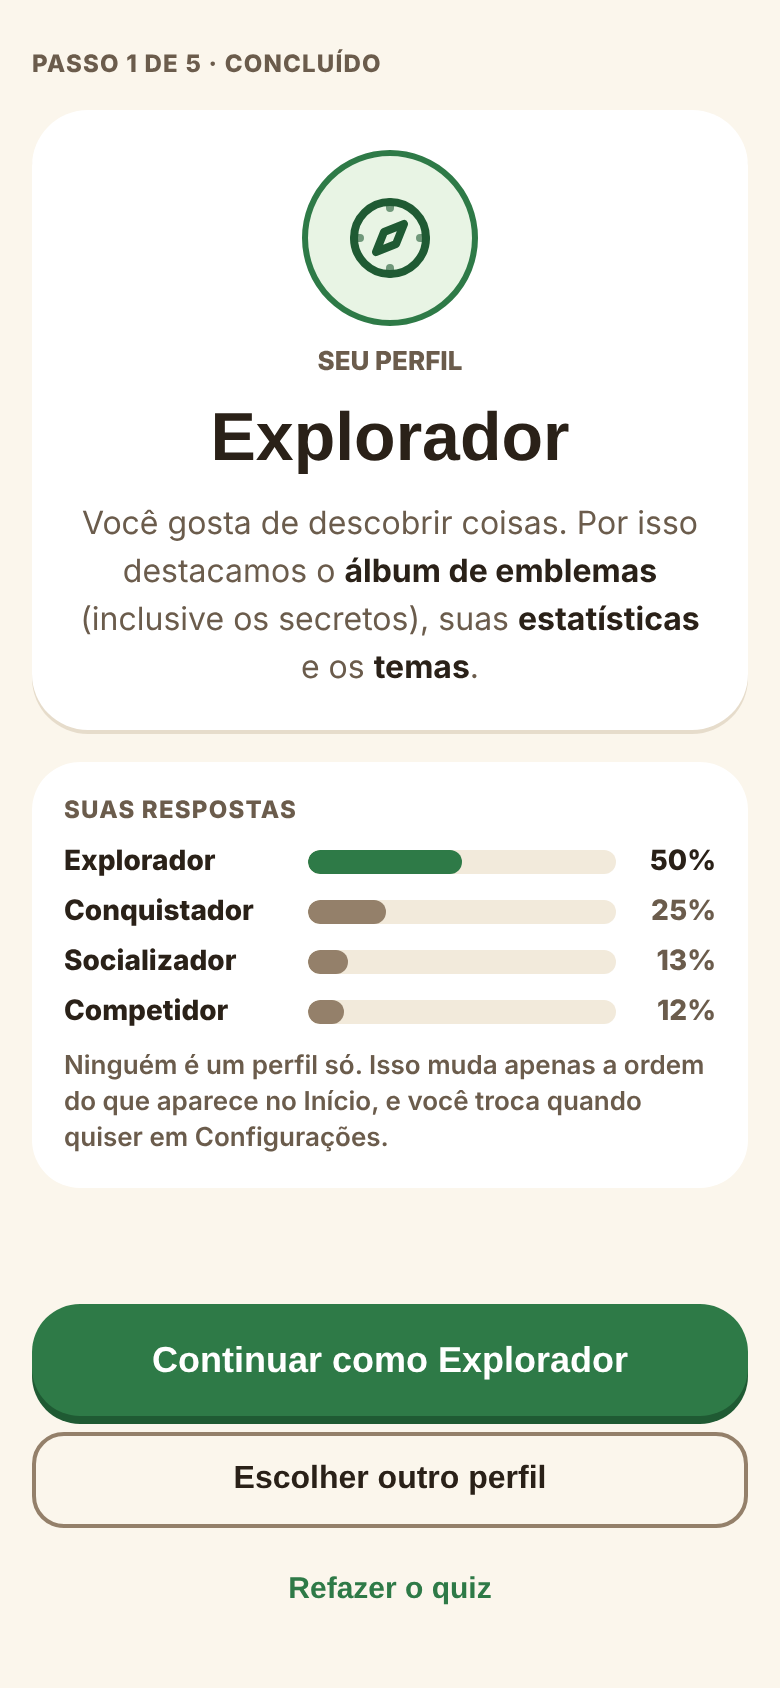 PASSO 1 DE 5 · CONCLUÍDO
SEU PERFIL
Explorador
Você gosta de descobrir coisas. Por isso
destacamos o álbum de emblemas
(inclusive os secretos), suas estatísticas
e os temas.
SUAS RESPOSTAS
Explorador 50%
Conquistador 25%
Socializador 13%
Competidor 12%
Ninguém é um perfil só. Isso muda apenas a ordem
do que aparece no Início, e você troca quando
quiser em Configurações.
Continuar como Explorador
Escolher outro perfil
Refazer o quiz